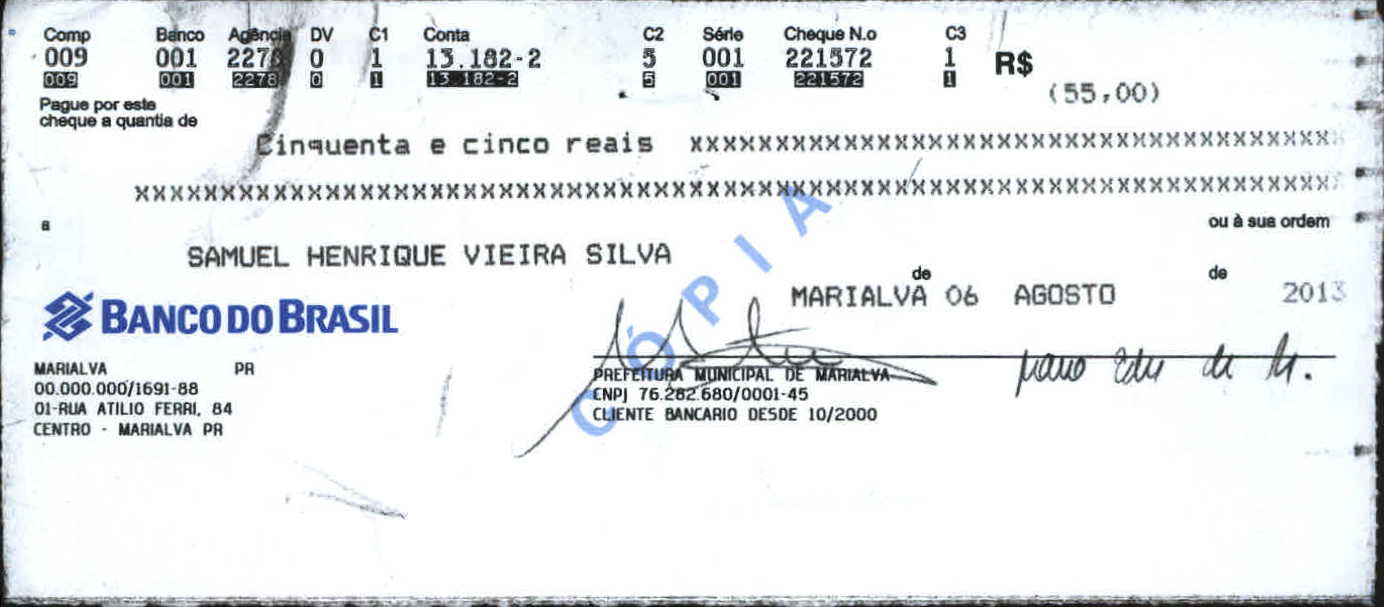 Comp Banco Agência DV C1 Conta C2 Série Cheque N.o C3
009 001 2278 0 1 13.182-2 5 001 221572 1 R$
009 001 2278 0 1 13.182-2 5 001 221572 1
(55,00)
Pague por este
cheque a quantia de
Cinquenta e cinco reais xxxxxxxxxxxxxxxxxxxxxxxxxxxxxxxxxxxxxx
xxxxxxxxxxxxxxxxxxxxxxxxxxxxxxxxxxxxxxxxxxxxxxxxxxxxxxxxxxxxxxxxxxxxxx
a ou à sua ordem
SAMUEL HENRIQUE VIEIRA SILVA
MARIALVA 06 de AGOSTO de 2013
CÓPIA
BANCO DO BRASIL
MARIALVA PR
00.000.000/1691-88
01-RUA ATILIO FERRI, 84
CENTRO - MARIALVA PR
PREFEITURA MUNICIPAL DE MARIALVA
CNPJ 76.282.680/0001-45
CLIENTE BANCARIO DESDE 10/2000